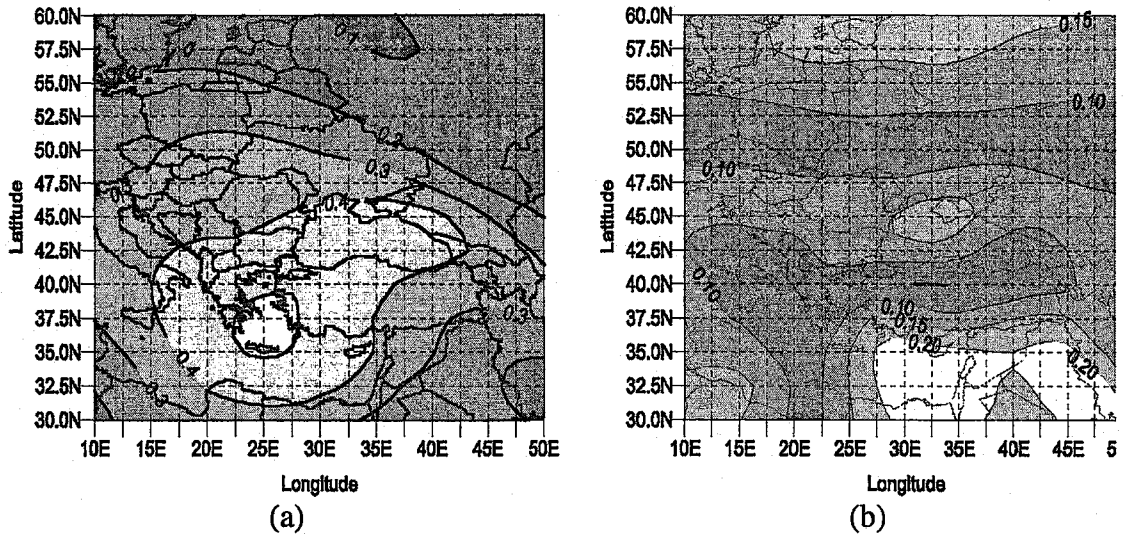 (a)
60.0N
57.5N
55.0N
52.5N
50.0N
47.5N
45.0N
42.5N
40.0N
37.5N
35.0N
32.5N
30.0N
Latitude
0.3
0.4
0.3
0.4
10E 15E 20E 25E 30E 35E 40E 45E 50E
Longitude
(a)
(b)
60.0N
57.5N
55.0N
52.5N
50.0N
47.5N
45.0N
42.5N
40.0N
37.5N
35.0N
32.5N
30.0N
Latitude
0.15
0.10
0.10
0.10
0.10
0.15
0.20
0.20
10E 15E 20E 25E 30E 35E 40E 45E 5
Longitude
(b)